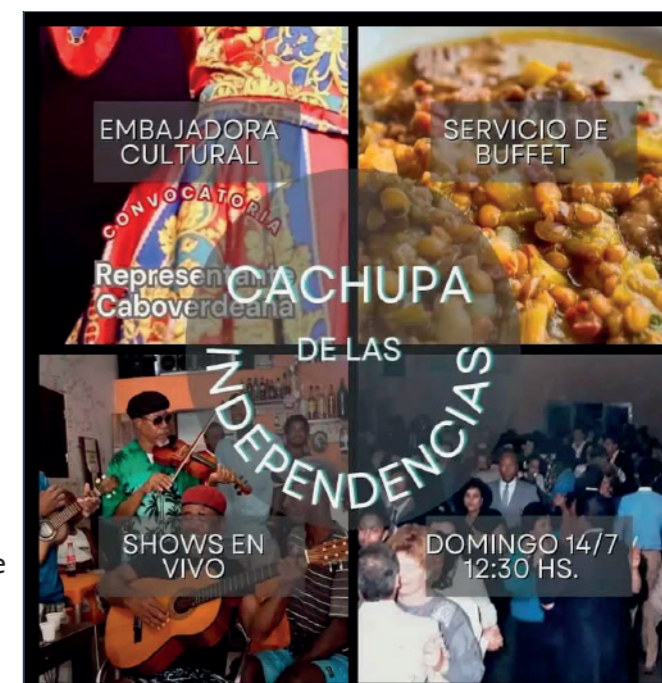 EMBAJADORA
CULTURAL
SERVICIO DE
BUFFET
CONVOCATORIA
Representante
Caboverdeana
CACHUPA
DE LAS
INDEPENDENCIAS
SHOWS EN
VIVO
DOMINGO 14/7
12:30 HS.
e